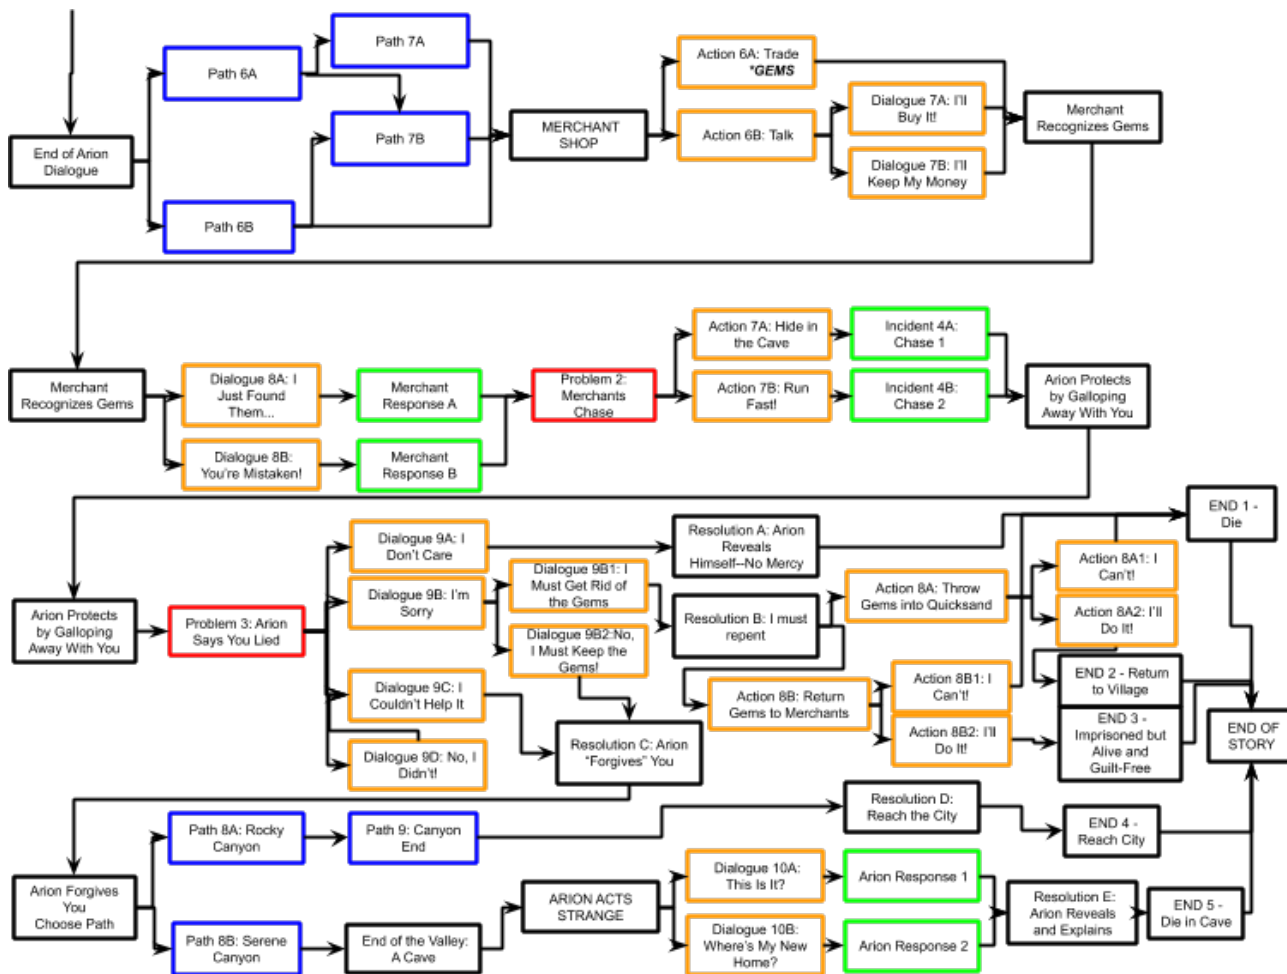 Path 7A
Path 6A
Path 7B
End of Arion
Dialogue
Path 6B
MERCHANT
SHOP
Action 6A: Trade
*GEMS
Action 6B: Talk
Dialogue 7A: I'll
Buy It!
Dialogue 7B: I'll
Keep My Money
Merchant
Recognizes Gems
Merchant
Recognizes Gems
Dialogue 8A: I
Just Found
Them...
Dialogue 8B:
You're Mistaken!
Merchant
Response A
Merchant
Response B
Problem 2:
Merchants
Chase
Action 7A: Hide in
the Cave
Action 7B: Run
Fast!
Incident 4A:
Chase 1
Incident 4B:
Chase 2
Arion Protects
by Galloping
Away With You
Arion Protects
by Galloping
Away With You
Problem 3: Arion
Says You Lied
Dialogue 9A: I
Don't Care
Dialogue 9B: I'm
Sorry
Dialogue 9C: I
Couldn't Help It
Dialogue 9D: No, I
Didn't!
Dialogue 9B1: I
Must Get Rid of
the Gems
Dialogue 9B2:No,
I Must Keep the
Gems!
Resolution A: Arion
Reveals
Himself--No Mercy
Resolution B: I must
repent
Resolution C: Arion
"Forgives" You
Action 8A: Throw
Gems into Quicksand
Action 8B: Return
Gems to Merchants
Action 8A1: I
Can't!
Action 8A2: I'll
Do It!
Action 8B1: I
Can't!
Action 8B2: I'll
Do It!
END 1 -
Die
END 2 - Return
to Village
END 3 -
Imprisoned but
Alive and
Guilt-Free
END OF
STORY
Arion Forgives
You
Choose Path
Path 8A: Rocky
Canyon
Path 9: Canyon
End
Resolution D:
Reach the City
END 4 -
Reach City
Path 8B: Serene
Canyon
End of the Valley:
A Cave
ARION ACTS
STRANGE
Dialogue 10A:
This Is It?
Dialogue 10B:
Where's My New
Home?
Arion Response 1
Arion Response 2
Resolution E:
Arion Reveals
and Explains
END 5 -
Die in Cave